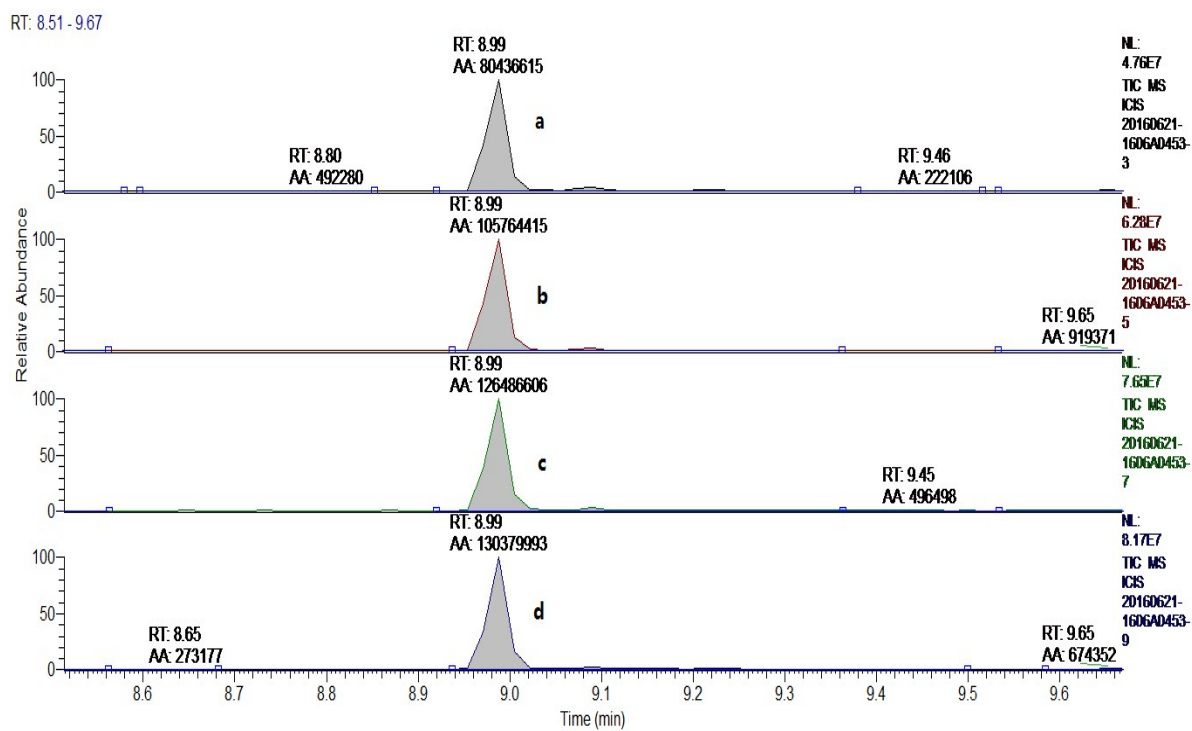 RT: 8.51 - 9.67
RT: 8.99
AA: 80436615
100
50
0
a
RT: 8.80
AA: 492280
RT: 9.46
AA: 222106
NL:
4.76E7
TIC MS
ICIS
20160621-
1606A0453-
3
RT: 8.99
AA: 105764415
100
50
0
b
RT: 9.65
AA: 919371
NL:
6.28E7
TIC MS
ICIS
20160621-
1606A0453-
5
Relative Abundance
RT: 8.99
AA: 126486606
100
50
0
c
RT: 9.45
AA: 496498
NL:
7.65E7
TIC MS
ICIS
20160621-
1606A0453-
7
RT: 8.99
AA: 130379993
100
50
0
d
RT: 8.65
AA: 273177
RT: 9.65
AA: 674352
NL:
8.17E7
TIC MS
ICIS
20160621-
1606A0453-
9
8.6 8.7 8.8 8.9 9.0 9.1 9.2 9.3 9.4 9.5 9.6
Time (min)